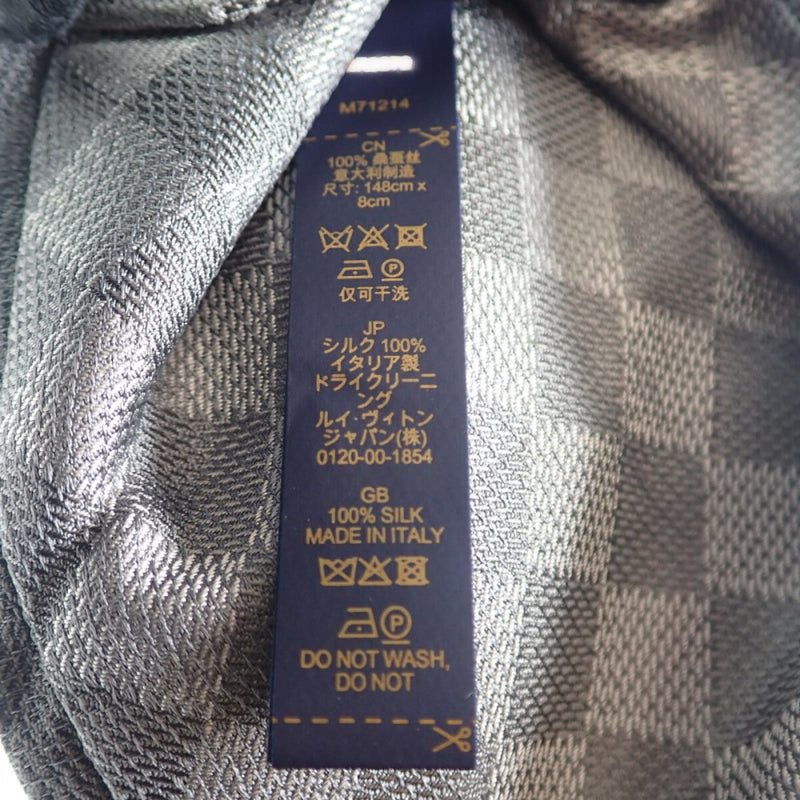 M71214
CN
100% 桑蚕丝
意大利制造
尺寸: 148cm x
8cm
P
仅可干洗
JP
シルク 100%
イタリア製
ドライクリーニ
ング
ルイ·ヴィトン
ジャパン(株)
0120-00-1854
GB
100% SILK
MADE IN ITALY
P
DO NOT WASH,
DO NOT